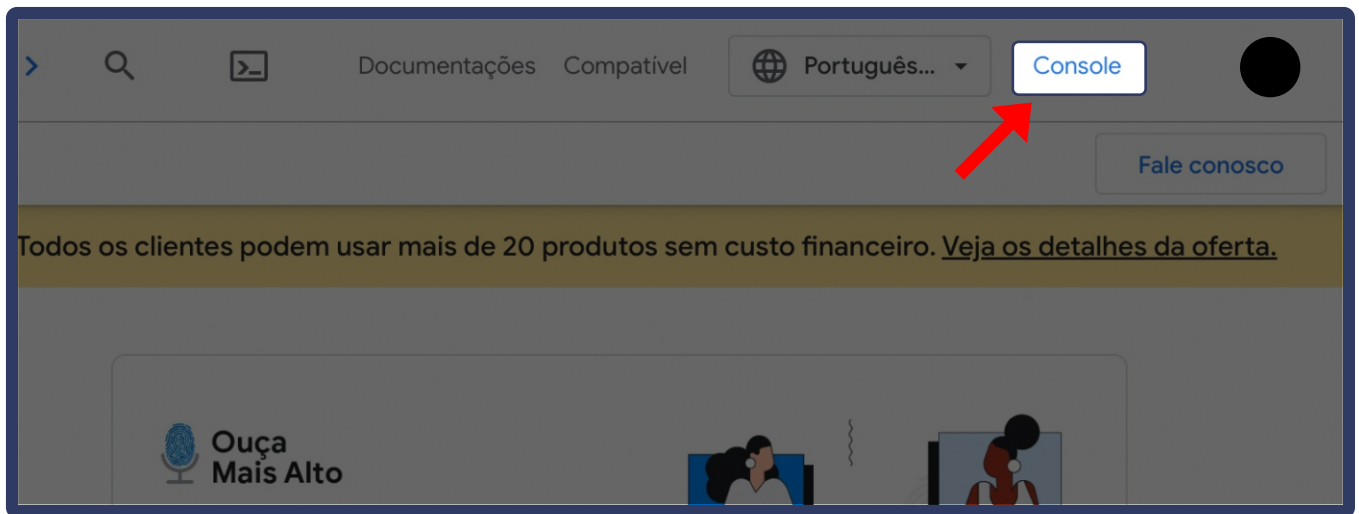 Documentações Compatível Português... Console
Fale conosco
Todos os clientes podem usar mais de 20 produtos sem custo financeiro. Veja os detalhes da oferta.
Ouça
Mais Alto